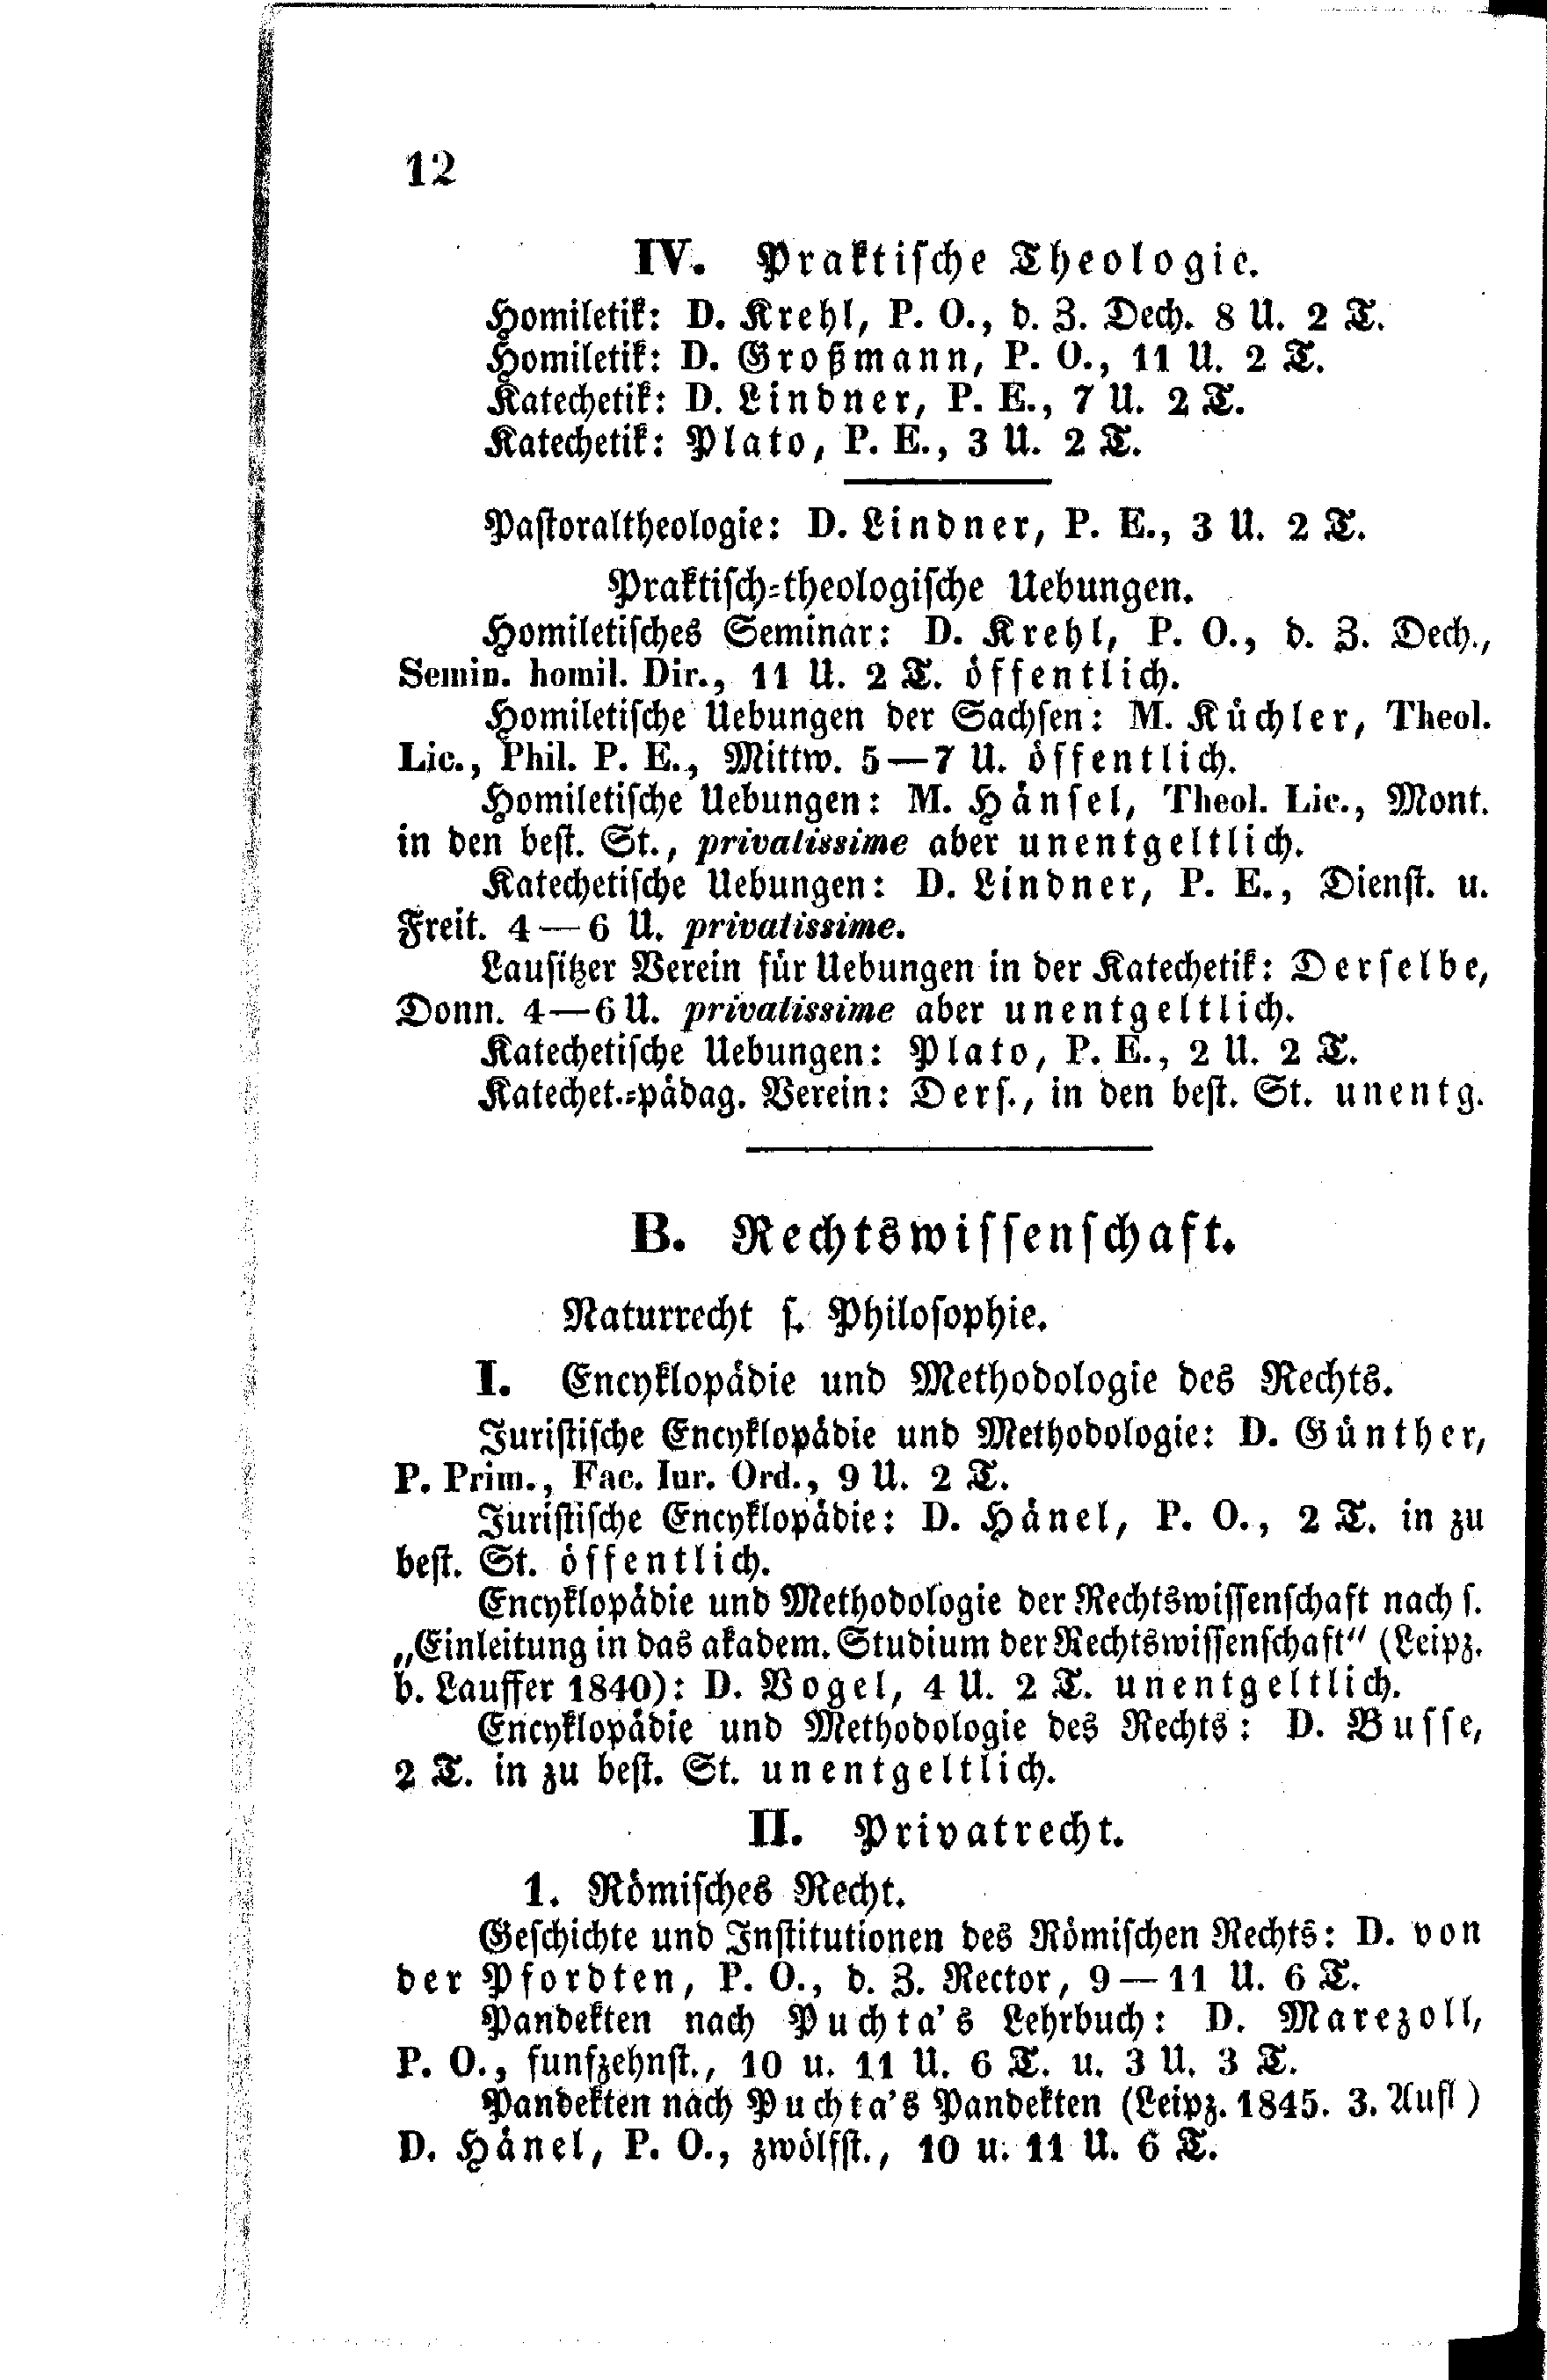 12
IV. Praktische Theologie.
Homiletik: D. Krehl, P. O., d. Z. Dech. 8 U. 2 T.
Homiletik: D. Großmann, P. O., 11 U. 2 T.
Katechetik: D. Lindner, P. E., 7 U. 2 T.
Katechetik: Plato, P. E., 3 U. 2 T.
Pastoraltheologie: D. Lindner, P. E., 3 U. 2 T.
Praktisch-theologische Uebungen.
Homiletisches Seminar: D. Krehl, P. O., d. Z. Dech.,
Semin. homil. Dir., 11 U. 2 T. öffentlich.
Homiletische Uebungen der Sachsen: M. Küchler, Theol.
Lic., Phil. P. E., Mittw. 5—7 U. öffentlich.
Homiletische Uebungen: M. Hänsel, Theol. Lic., Mont.
in den best. St., privatissime aber unentgeltlich.
Katechetische Uebungen: D. Lindner, P. E., Dienst. u.
Freit. 4—6 U. privatissime.
Lausitzer Verein für Uebungen in der Katechetik: Derselbe,
Donn. 4—6 U. privatissime aber unentgeltlich.
Katechetische Uebungen: Plato, P. E., 2 U. 2 T.
Katechet.-pädag. Verein: Ders., in den best. St. unentg.
B. Rechtswissenschaft.
Naturrecht s. Philosophie.
I. Encyklopädie und Methodologie des Rechts.
Juristische Encyklopädie und Methodologie: D. Günther,
P. Prim., Fac. Iur. Ord., 9 U. 2 T.
Juristische Encyklopädie: D. Hänel, P. O., 2 T. in zu
best. St. öffentlich.
Encyklopädie und Methodologie der Rechtswissenschaft nach s.
„Einleitung in das akadem. Studium der Rechtswissenschaft“ (Leipz.
b. Lauffer 1840): D. Vogel, 4 U. 2 T. unentgeltlich.
Encyklopädie und Methodologie des Rechts: D. Busse,
2 T. in zu best. St. unentgeltlich.
II. Privatrecht.
1. Römisches Recht.
Geschichte und Institutionen des Römischen Rechts: D. von
der Pfordten, P. O., d. Z. Rector, 9—11 U. 6 T.
Pandekten nach Puchta's Lehrbuch: D. Marezoll,
P. O., funfzehnst., 10 u. 11 U. 6 T. u. 3 U. 3 T.
Pandekten nach Puchta's Pandekten (Leipz. 1845. 3. Aufl)
D. Hänel, P. O., zwölfst., 10 u. 11 U. 6 T.